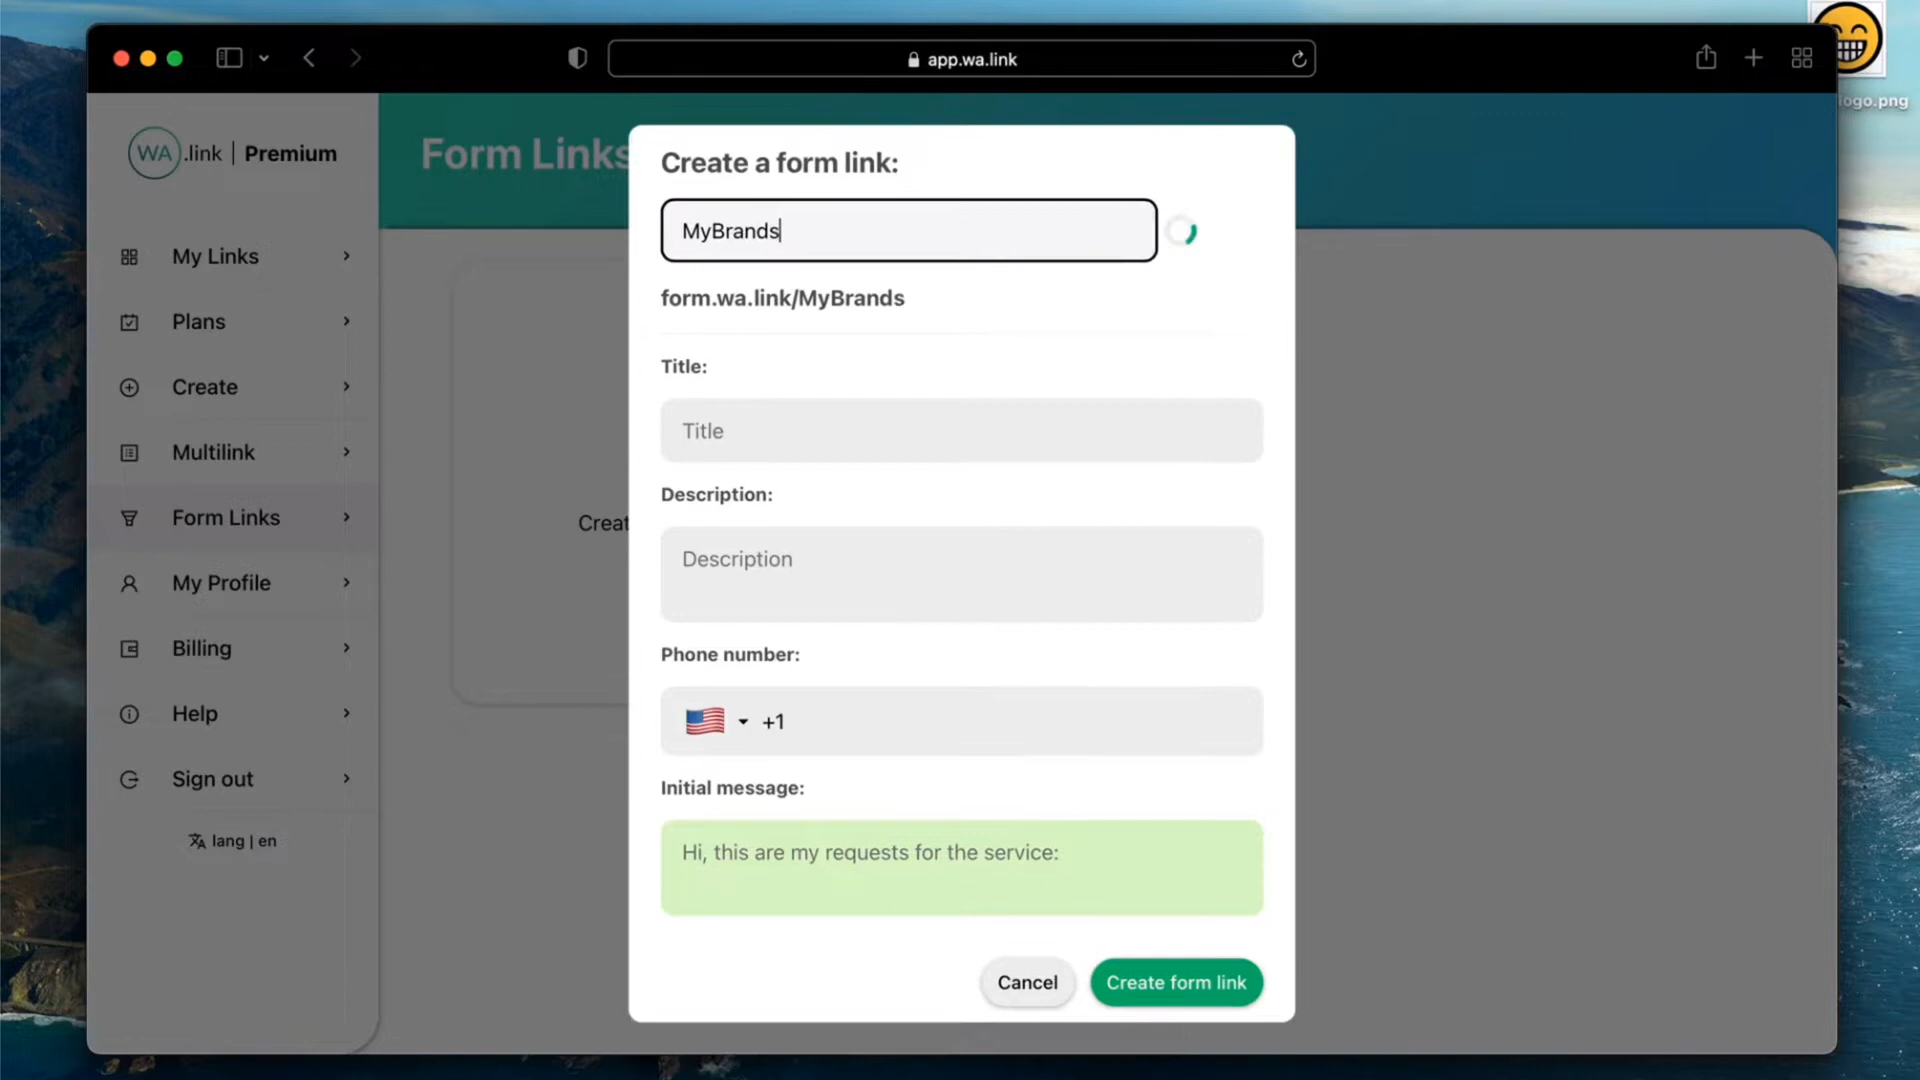 app.wa.link
logo.png
WA.link | Premium
Form Links
My Links
Plans
Create
Multilink
Form Links
My Profile
Billing
Help
Sign out
lang | en
Creat
Create a form link:
MyBrands
form.wa.link/MyBrands
Title:
Title
Description:
Description
Phone number:
+1
Initial message:
Hi, this are my requests for the service:
Cancel
Create form link